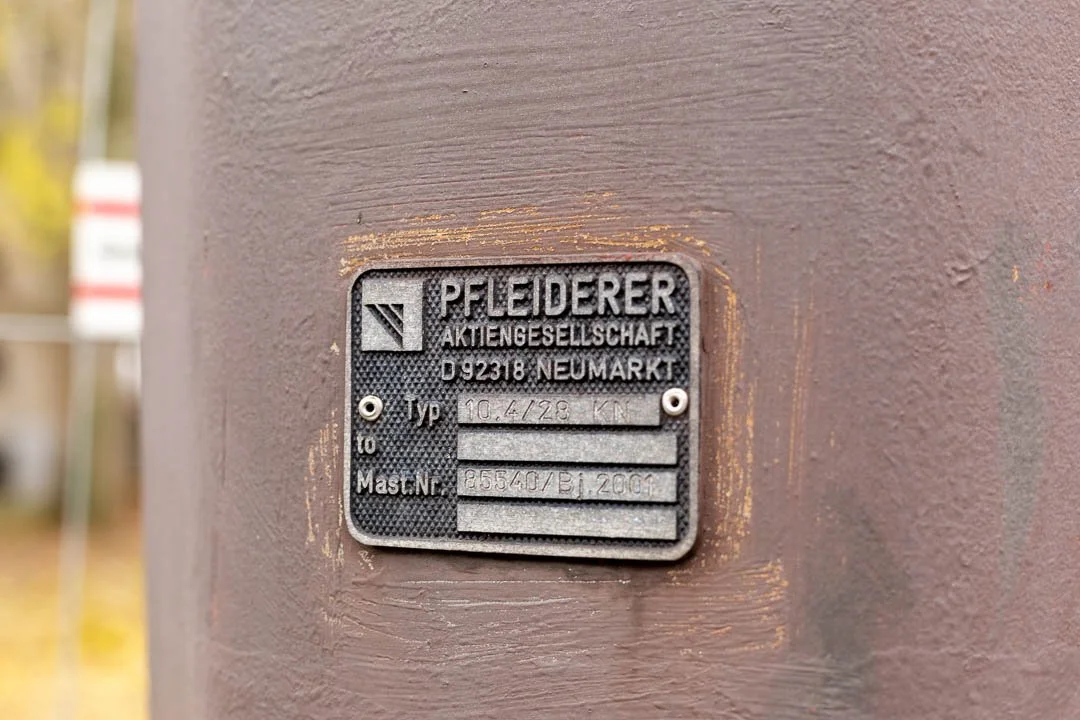 PFLEIDERER
AKTIENGESELLSCHAFT
D 92318 NEUMARKT
Typ 10.4/28 KN
to
Mast.Nr. 85540/Bj.2001